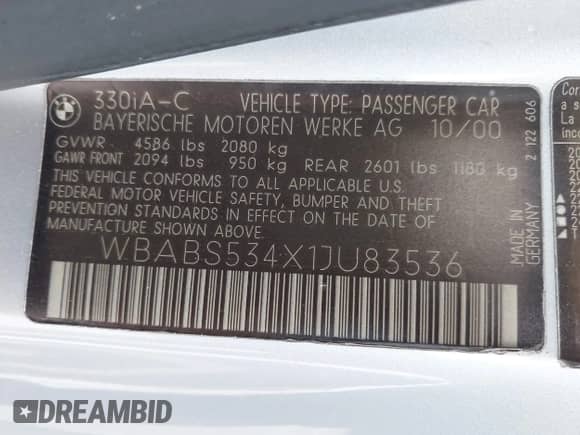 330iA-C VEHICLE TYPE: PASSENGER CAR
BAYERISCHE MOTOREN WERKE AG 10/00
GVWR 4586 lbs 2080 kg
GAWR FRONT 2094 lbs 950 kg REAR 2601 lbs 1180 kg
THIS VEHICLE CONFORMS TO ALL APPLICABLE U.S.
FEDERAL MOTOR VEHICLE SAFETY, BUMPER AND THEFT
PREVENTION STANDARDS IN EFFECT ON THE DATE OF
MANUFACTURE SHOWN ABOVE.
WBABS534X1JU83536
MADE IN
GERMANY
2 122 606
DREAMBID